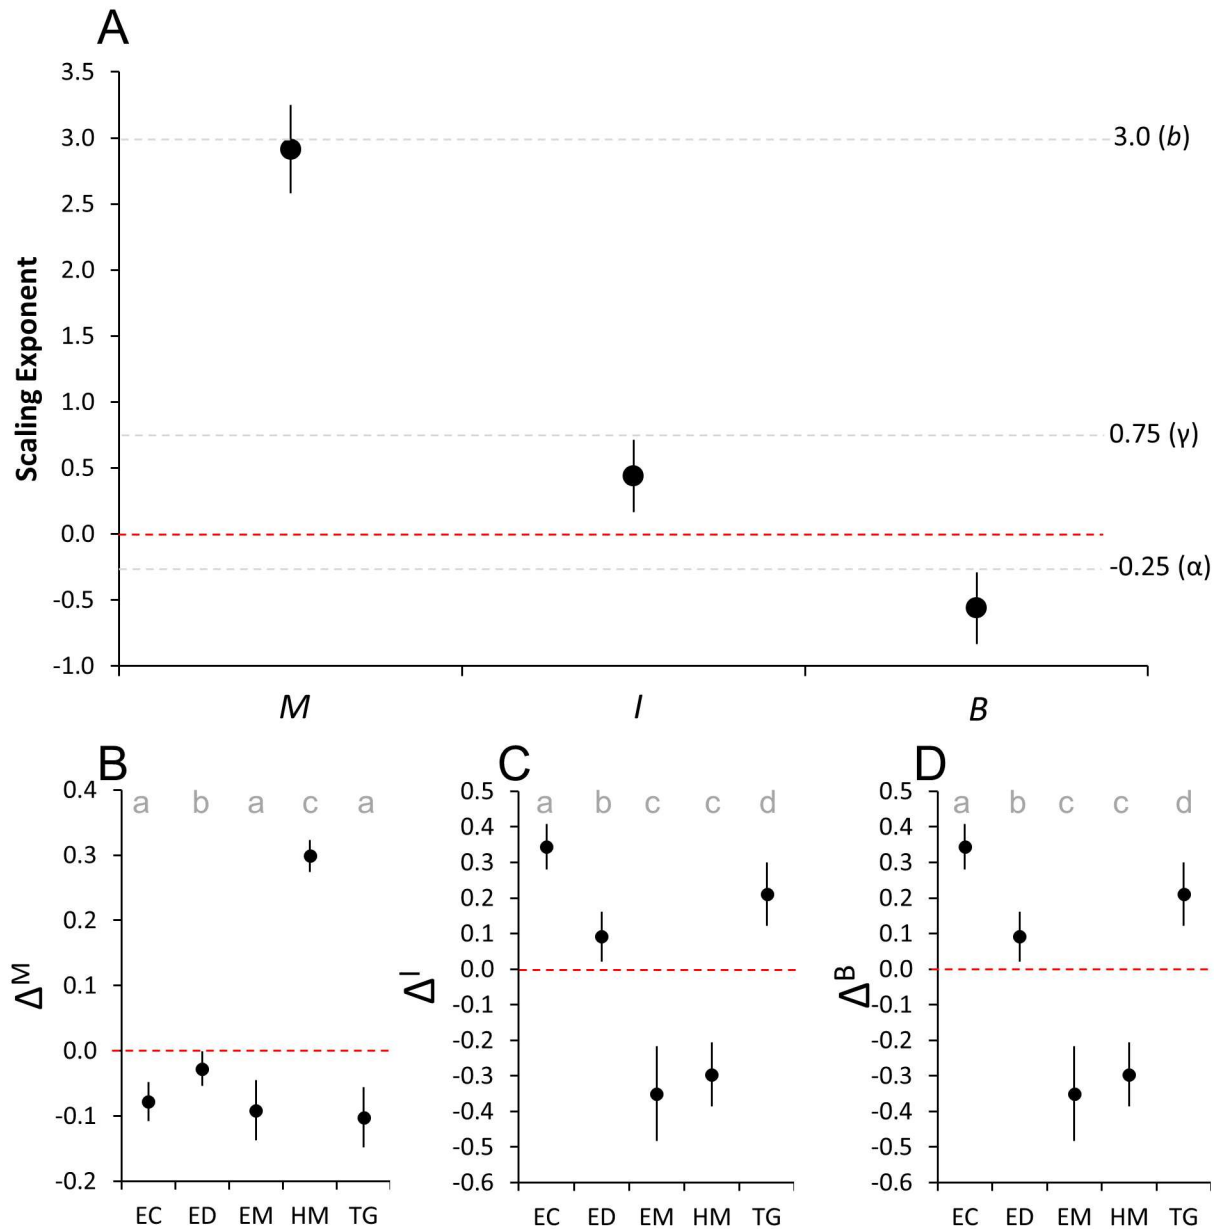 A
3.5
3.0
2.5
2.0
1.5
1.0
0.5
0.0
-0.5
-1.0
Scaling Exponent
3.0 (b)
0.75 (γ)
-0.25 (α)
M I B
B
a b a c a
0.4
0.3
0.2
0.1
0.0
-0.1
-0.2
ΔM
EC ED EM HM TG
C
a b c c d
0.5
0.4
0.3
0.2
0.1
0.0
-0.1
-0.2
-0.3
-0.4
-0.5
-0.6
ΔI
EC ED EM HM TG
D
a b c c d
0.5
0.4
0.3
0.2
0.1
0.0
-0.1
-0.2
-0.3
-0.4
-0.5
-0.6
ΔB
EC ED EM HM TG